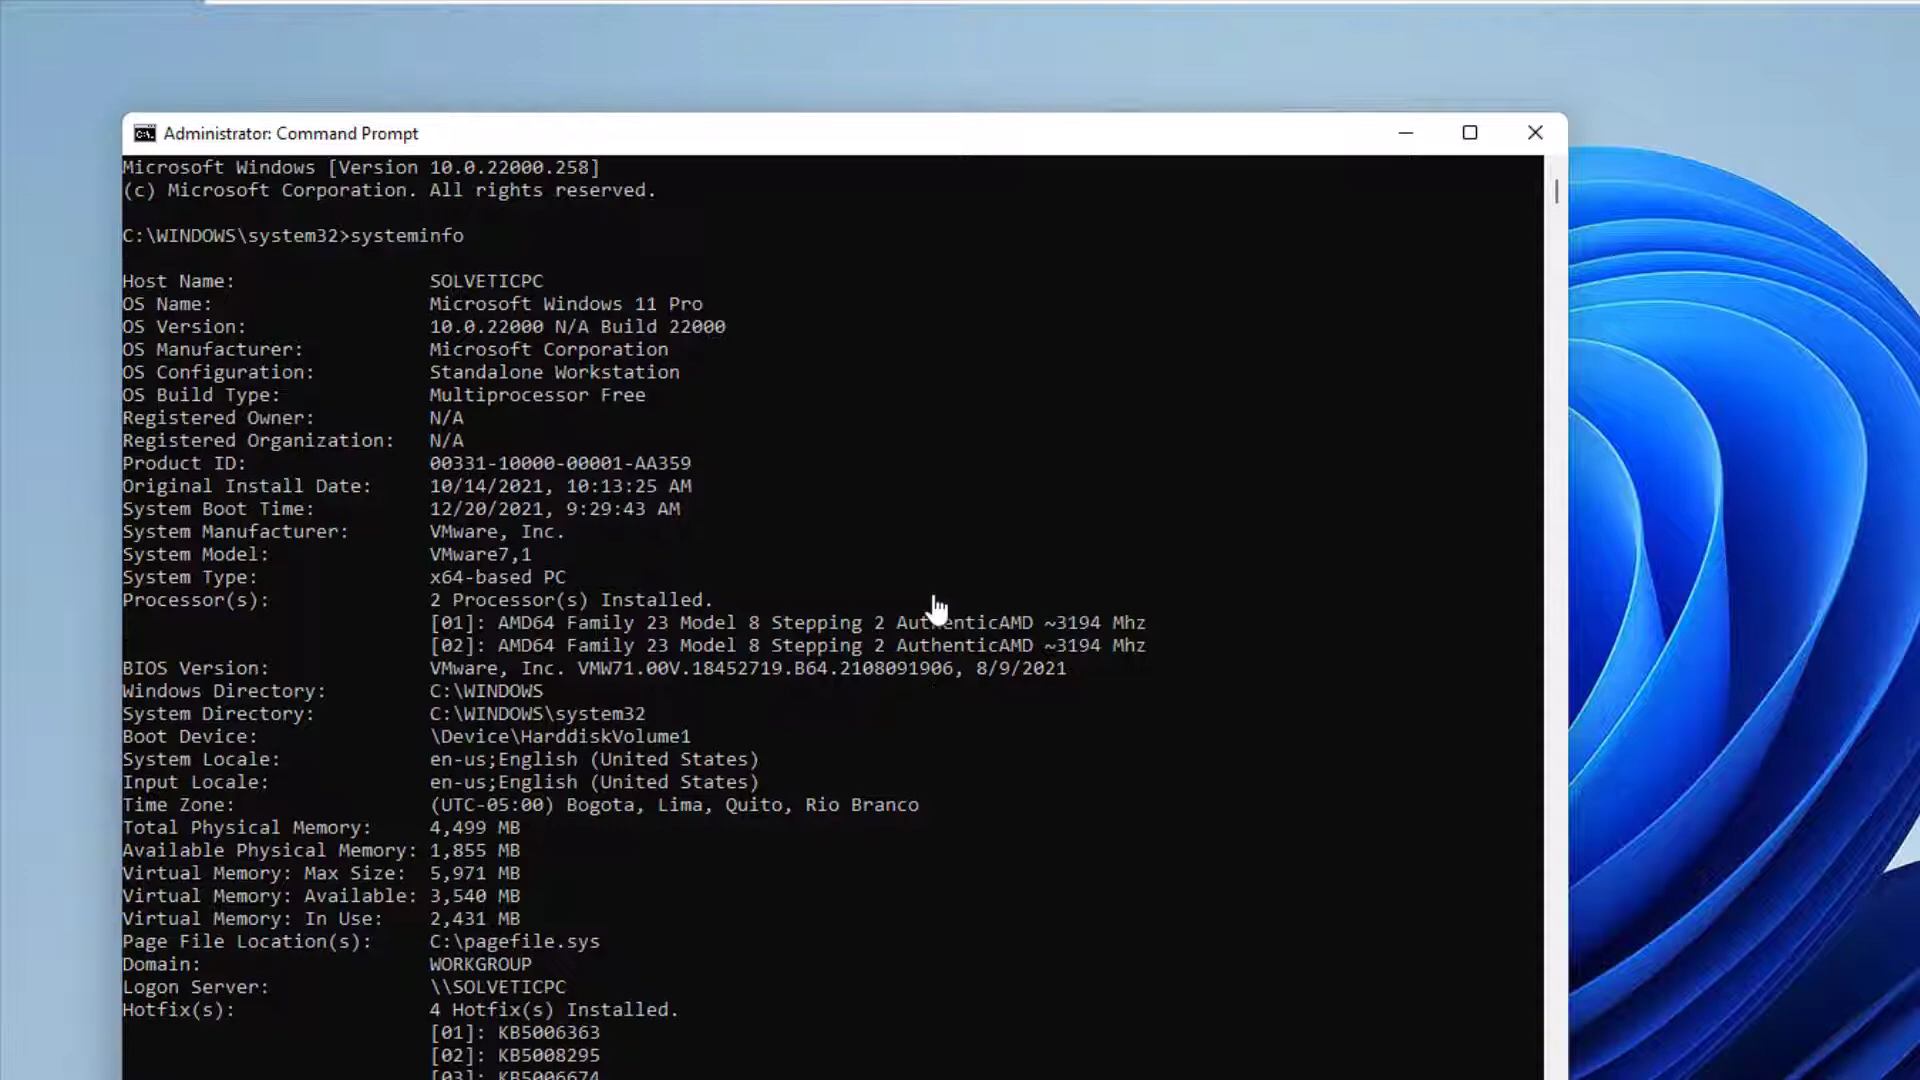 Administrator: Command Prompt
Microsoft Windows [Version 10.0.22000.258]
(c) Microsoft Corporation. All rights reserved.
C:\WINDOWS\system32>systeminfo
Host Name: SOLVETICPC
OS Name: Microsoft Windows 11 Pro
OS Version: 10.0.22000 N/A Build 22000
OS Manufacturer: Microsoft Corporation
OS Configuration: Standalone Workstation
OS Build Type: Multiprocessor Free
Registered Owner: N/A
Registered Organization: N/A
Product ID: 00331-10000-00001-AA359
Original Install Date: 10/14/2021, 10:13:25 AM
System Boot Time: 12/20/2021, 9:29:43 AM
System Manufacturer: VMware, Inc.
System Model: VMware7,1
System Type: x64-based PC
Processor(s): 2 Processor(s) Installed.
[01]: AMD64 Family 23 Model 8 Stepping 2 AuthenticAMD ~3194 Mhz
[02]: AMD64 Family 23 Model 8 Stepping 2 AuthenticAMD ~3194 Mhz
BIOS Version: VMware, Inc. VMW71.00V.18452719.B64.2108091906, 8/9/2021
Windows Directory: C:\WINDOWS
System Directory: C:\WINDOWS\system32
Boot Device: \Device\HarddiskVolume1
System Locale: en-us;English (United States)
Input Locale: en-us;English (United States)
Time Zone: (UTC-05:00) Bogota, Lima, Quito, Rio Branco
Total Physical Memory: 4,499 MB
Available Physical Memory: 1,855 MB
Virtual Memory: Max Size: 5,971 MB
Virtual Memory: Available: 3,540 MB
Virtual Memory: In Use: 2,431 MB
Page File Location(s): C:\pagefile.sys
Domain: WORKGROUP
Logon Server: \\SOLVETICPC
Hotfix(s): 4 Hotfix(s) Installed.
[01]: KB5006363
[02]: KB5008295
[03]: KB5006674